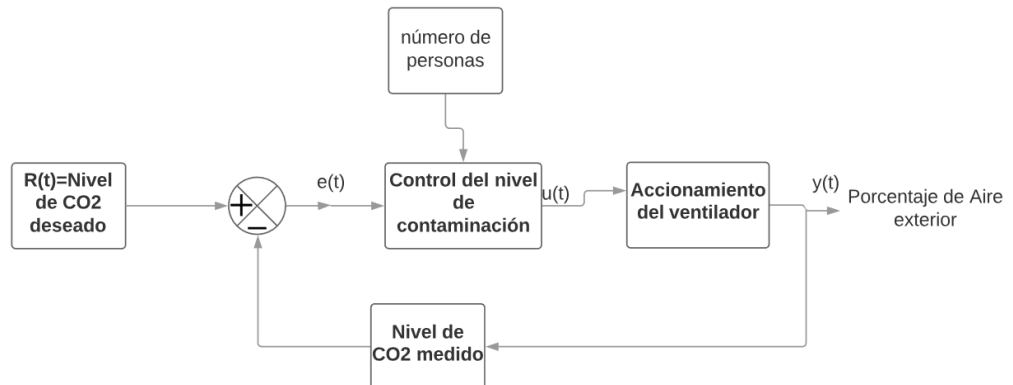 número de
personas
R(t)=Nivel
de CO2
deseado
+
−
e(t)
Control del nivel
de
contaminación
u(t)
Accionamiento
del ventilador
y(t)
Porcentaje de Aire
exterior
Nivel de
CO2 medido